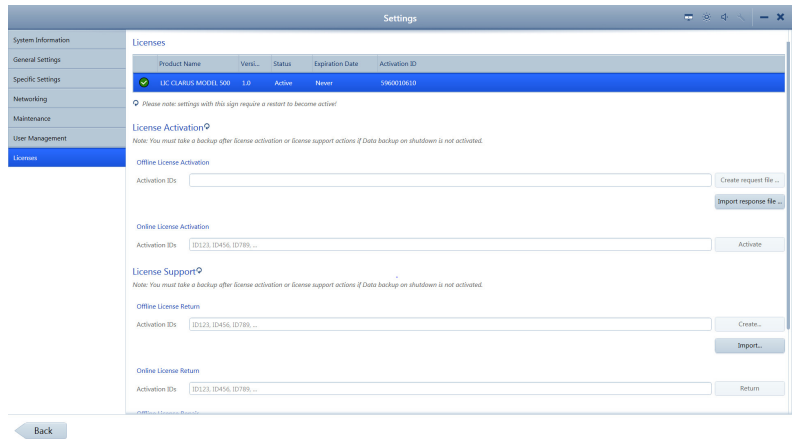 Settings
System Information
General Settings
Specific Settings
Networking
Maintenance
User Management
Licenses
Licenses
Product Name Versi... Status Expiration Date Activation ID
LIC CLARUS MODEL 500 1.0 Active Never 5960010610
Please note: settings with this sign require a restart to become active!
License Activation
Note: You must take a backup after license activation or license support actions if Data backup on shutdown is not activated.
Offline License Activation
Activation IDs Create request file ...
Import response file ...
Online License Activation
Activation IDs ID123, ID456, ID789, ... Activate
License Support
Note: You must take a backup after license activation or license support actions if Data backup on shutdown is not activated.
Offline License Return
Activation IDs ID123, ID456, ID789, ... Create...
Import...
Online License Return
Activation IDs ID123, ID456, ID789, ... Return
Offline License Repair
Back